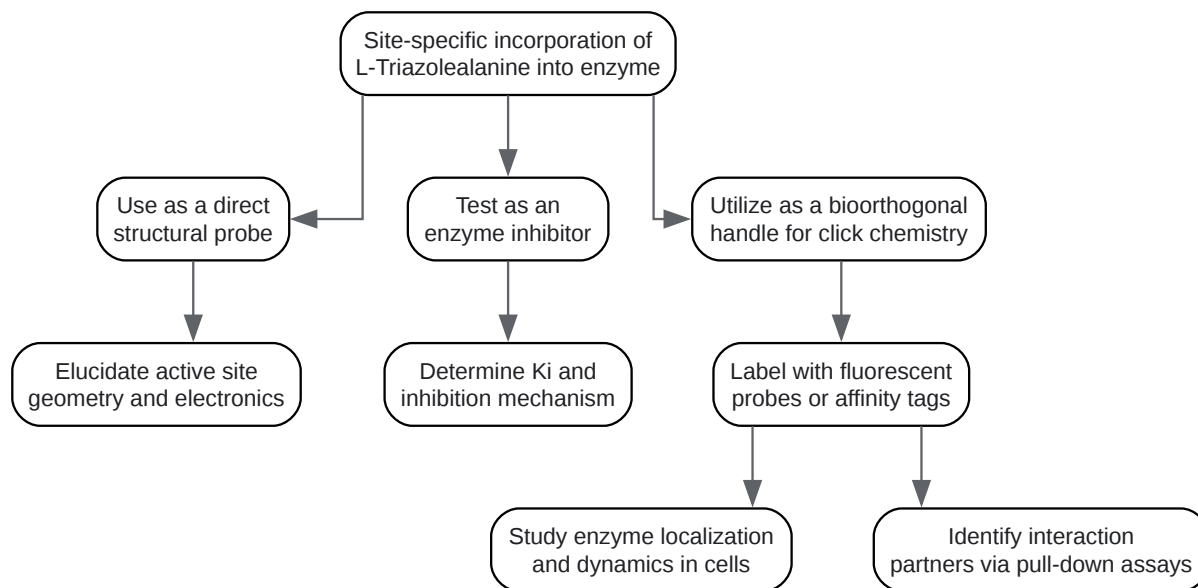 Site-specific incorporation of
L-Triazolealanine into enzyme
Use as a direct
structural probe
Test as an
enzyme inhibitor
Utilize as a bioorthogonal
handle for click chemistry
Elucidate active site
geometry and electronics
Determine Ki and
inhibition mechanism
Label with fluorescent
probes or affinity tags
Study enzyme localization
and dynamics in cells
Identify interaction
partners via pull-down assays